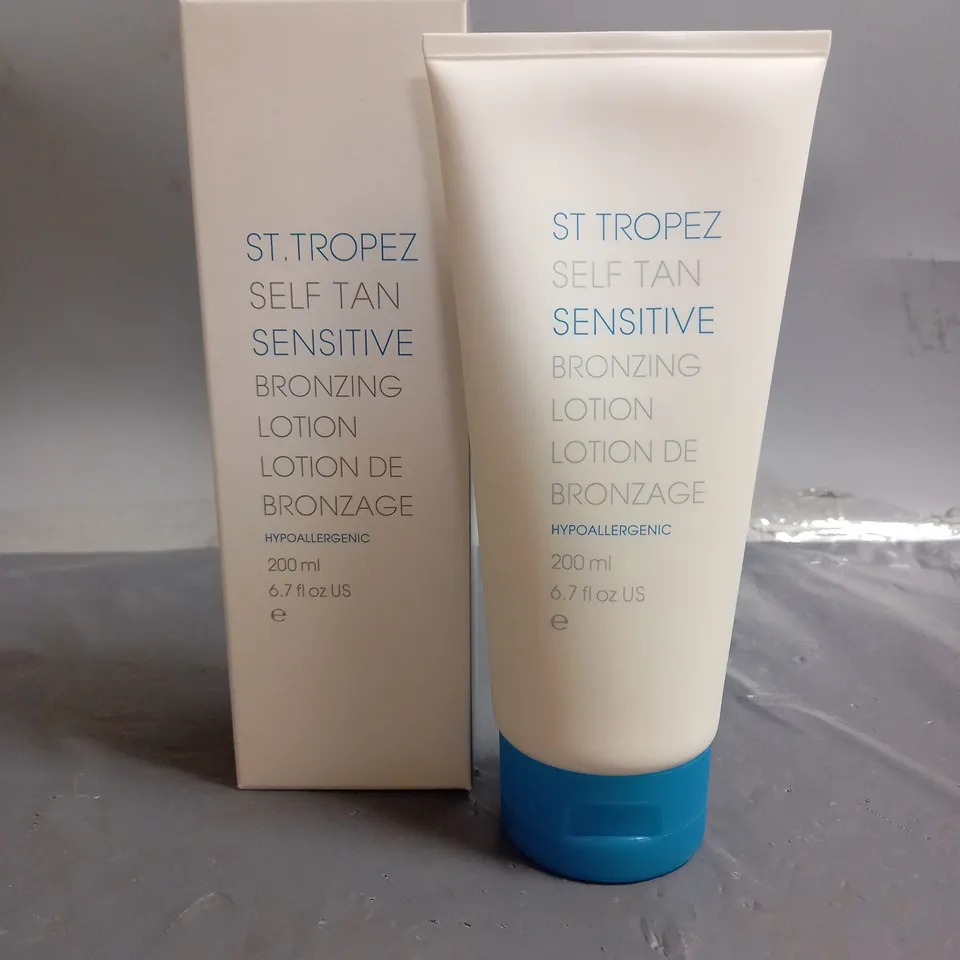 ST.TROPEZ
SELF TAN
SENSITIVE
BRONZING
LOTION
LOTION DE
BRONZAGE
HYPOALLERGENIC
200 ml
6.7 fl oz US
℮
ST TROPEZ
SELF TAN
SENSITIVE
BRONZING
LOTION
LOTION DE
BRONZAGE
HYPOALLERGENIC
200 ml
6.7 fl oz US
℮